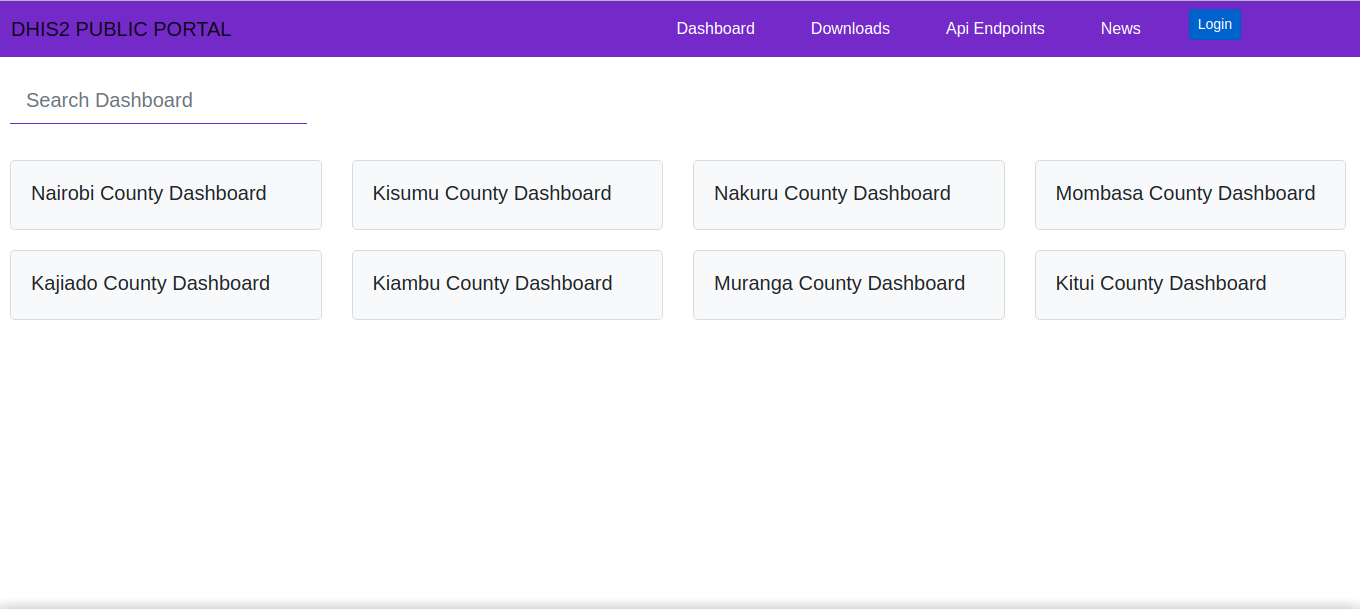 DHIS2 PUBLIC PORTAL
Dashboard
Downloads
Api Endpoints
News
Login
Search Dashboard
Nairobi County Dashboard
Kisumu County Dashboard
Nakuru County Dashboard
Mombasa County Dashboard
Kajiado County Dashboard
Kiambu County Dashboard
Muranga County Dashboard
Kitui County Dashboard